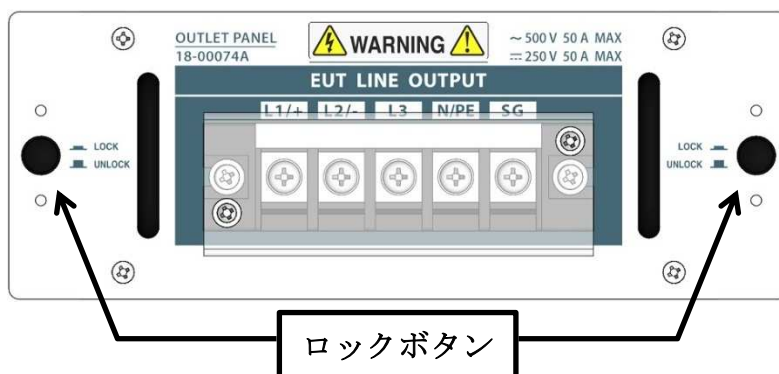 OUTLET PANEL
18-00074A
WARNING
～500 V 50 A MAX
⎓250 V 50 A MAX
EUT LINE OUTPUT
L1/+ L2/- L3 N/PE SG
LOCK
UNLOCK
LOCK
UNLOCK
ロックボタン